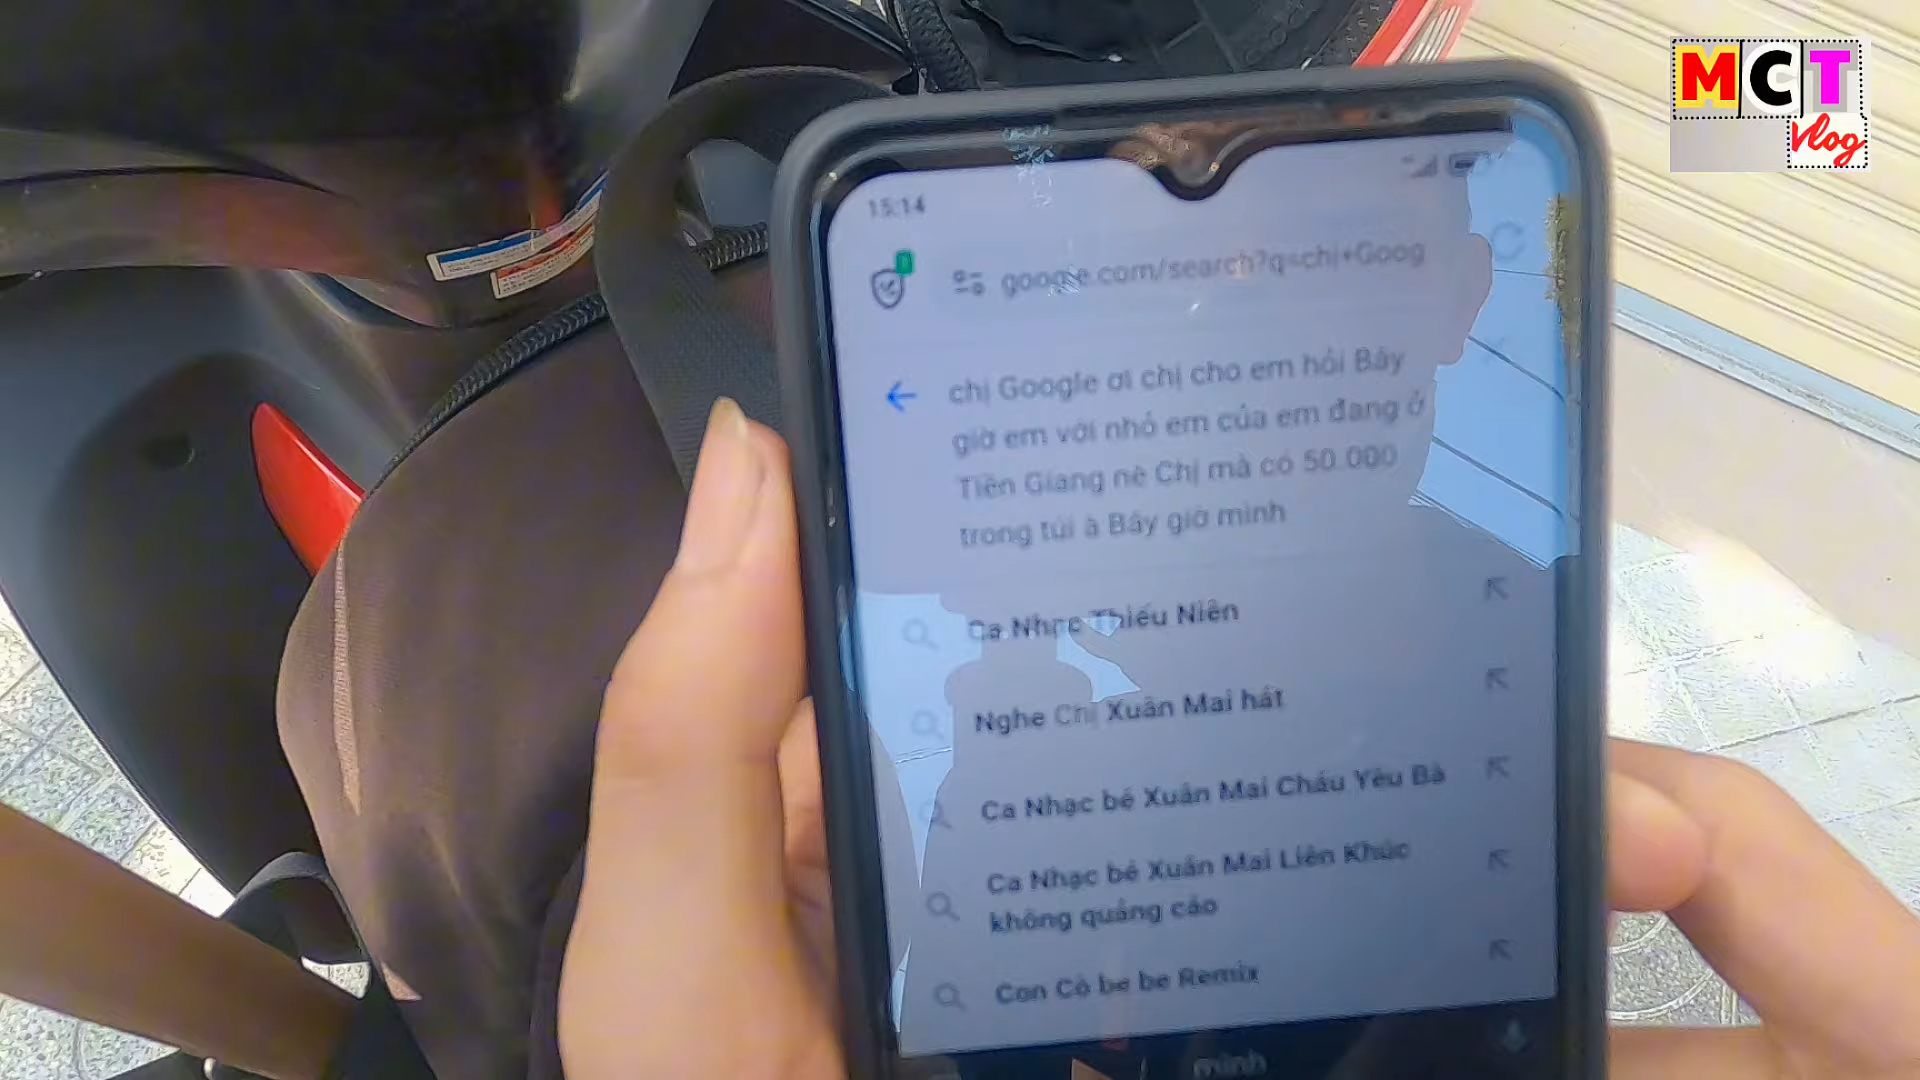 MCT
Vlog
15:14
google.com/search?q=chị+Goog
chị Google ơi chị cho em hỏi Bây
giờ em với nhỏ em của em đang ở
Tiền Giang nè Chị mà có 50.000
trong túi à Bây giờ mình
Ca Nhạc Thiếu Niên
Nghe Chị Xuân Mai hát
Ca Nhạc bé Xuân Mai Cháu Yêu Bà
Ca Nhạc bé Xuân Mai Liên Khúc
không quảng cáo
Con Cò be be Remix
mình